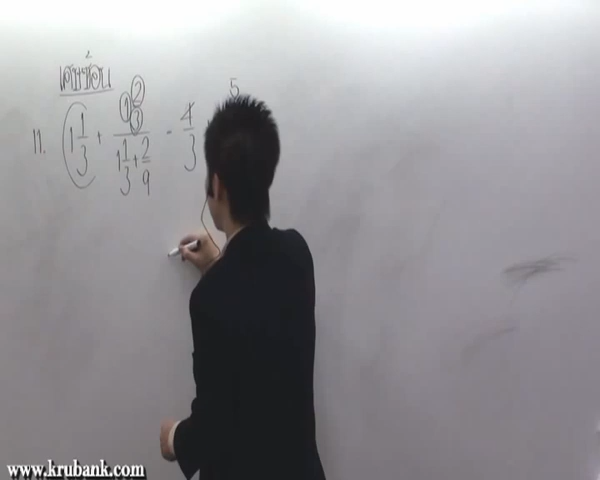 เศษซ้อน
11. (1 1/3 + (1 2/3)/(1 1/3 + 2/9) - 4/3
5
www.krubank.com